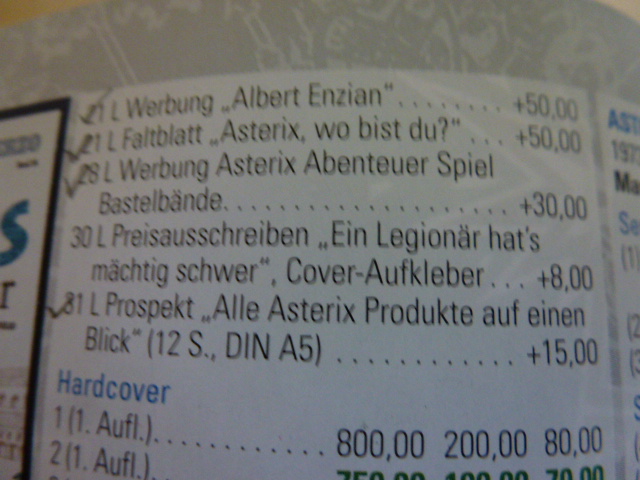 21 L Werbung „Albert Enzian“........ +50,00
21 L Faltblatt „Asterix, wo bist du?“ ... +50,00
28 L Werbung Asterix Abenteuer Spiel
Bastelbände..................... +30,00
30 L Preisausschreiben „Ein Legionär hat's
mächtig schwer“, Cover-Aufkleber... +8,00
31 L Prospekt „Alle Asterix Produkte auf einen
Blick“ (12 S., DIN A5) ............. +15,00
Hardcover
1 (1. Aufl.)............... 800,00 200,00 80,00
2 (1. Aufl.)